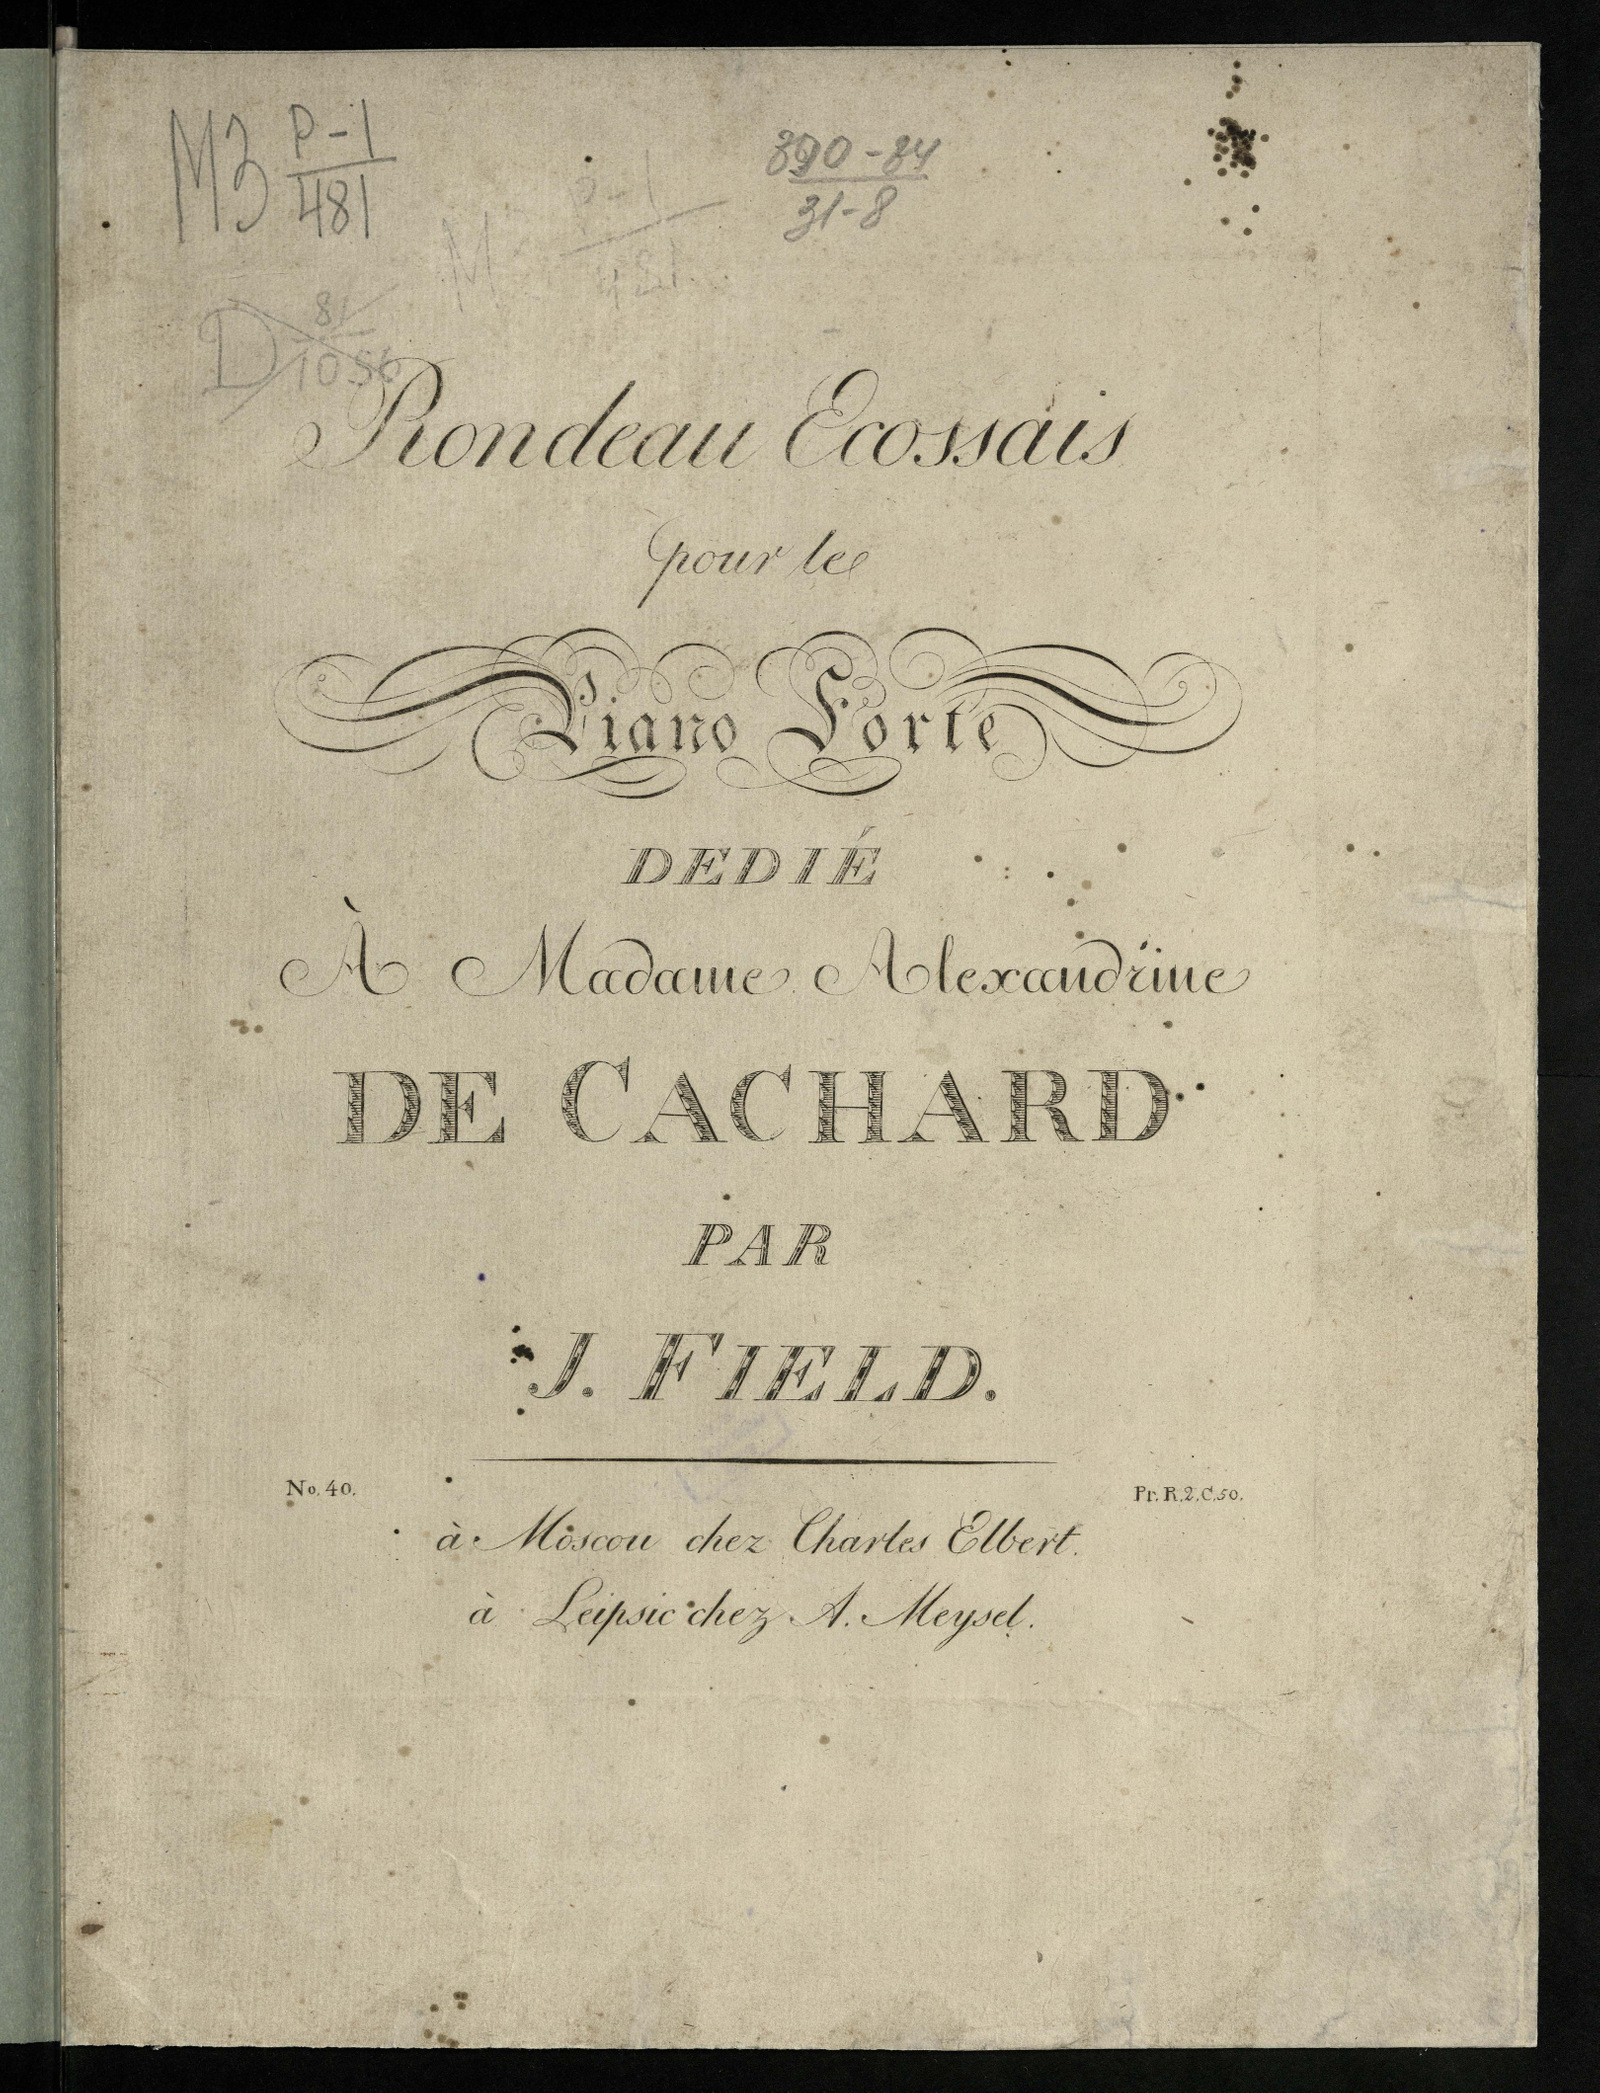 МЗ Р-1
481
890-84
31-8
М Р-1
481
D 81
1056
Rondeau Ecossais
pour le
Piano Forte
DEDIÉ
À Madame Alexandrine
DE CACHARD
PAR
J. FIELD.
No. 40.
Pr. R. 2. C. 50.
à Moscou chez Charles Elbert.
à Leipsic chez A. Meysel.